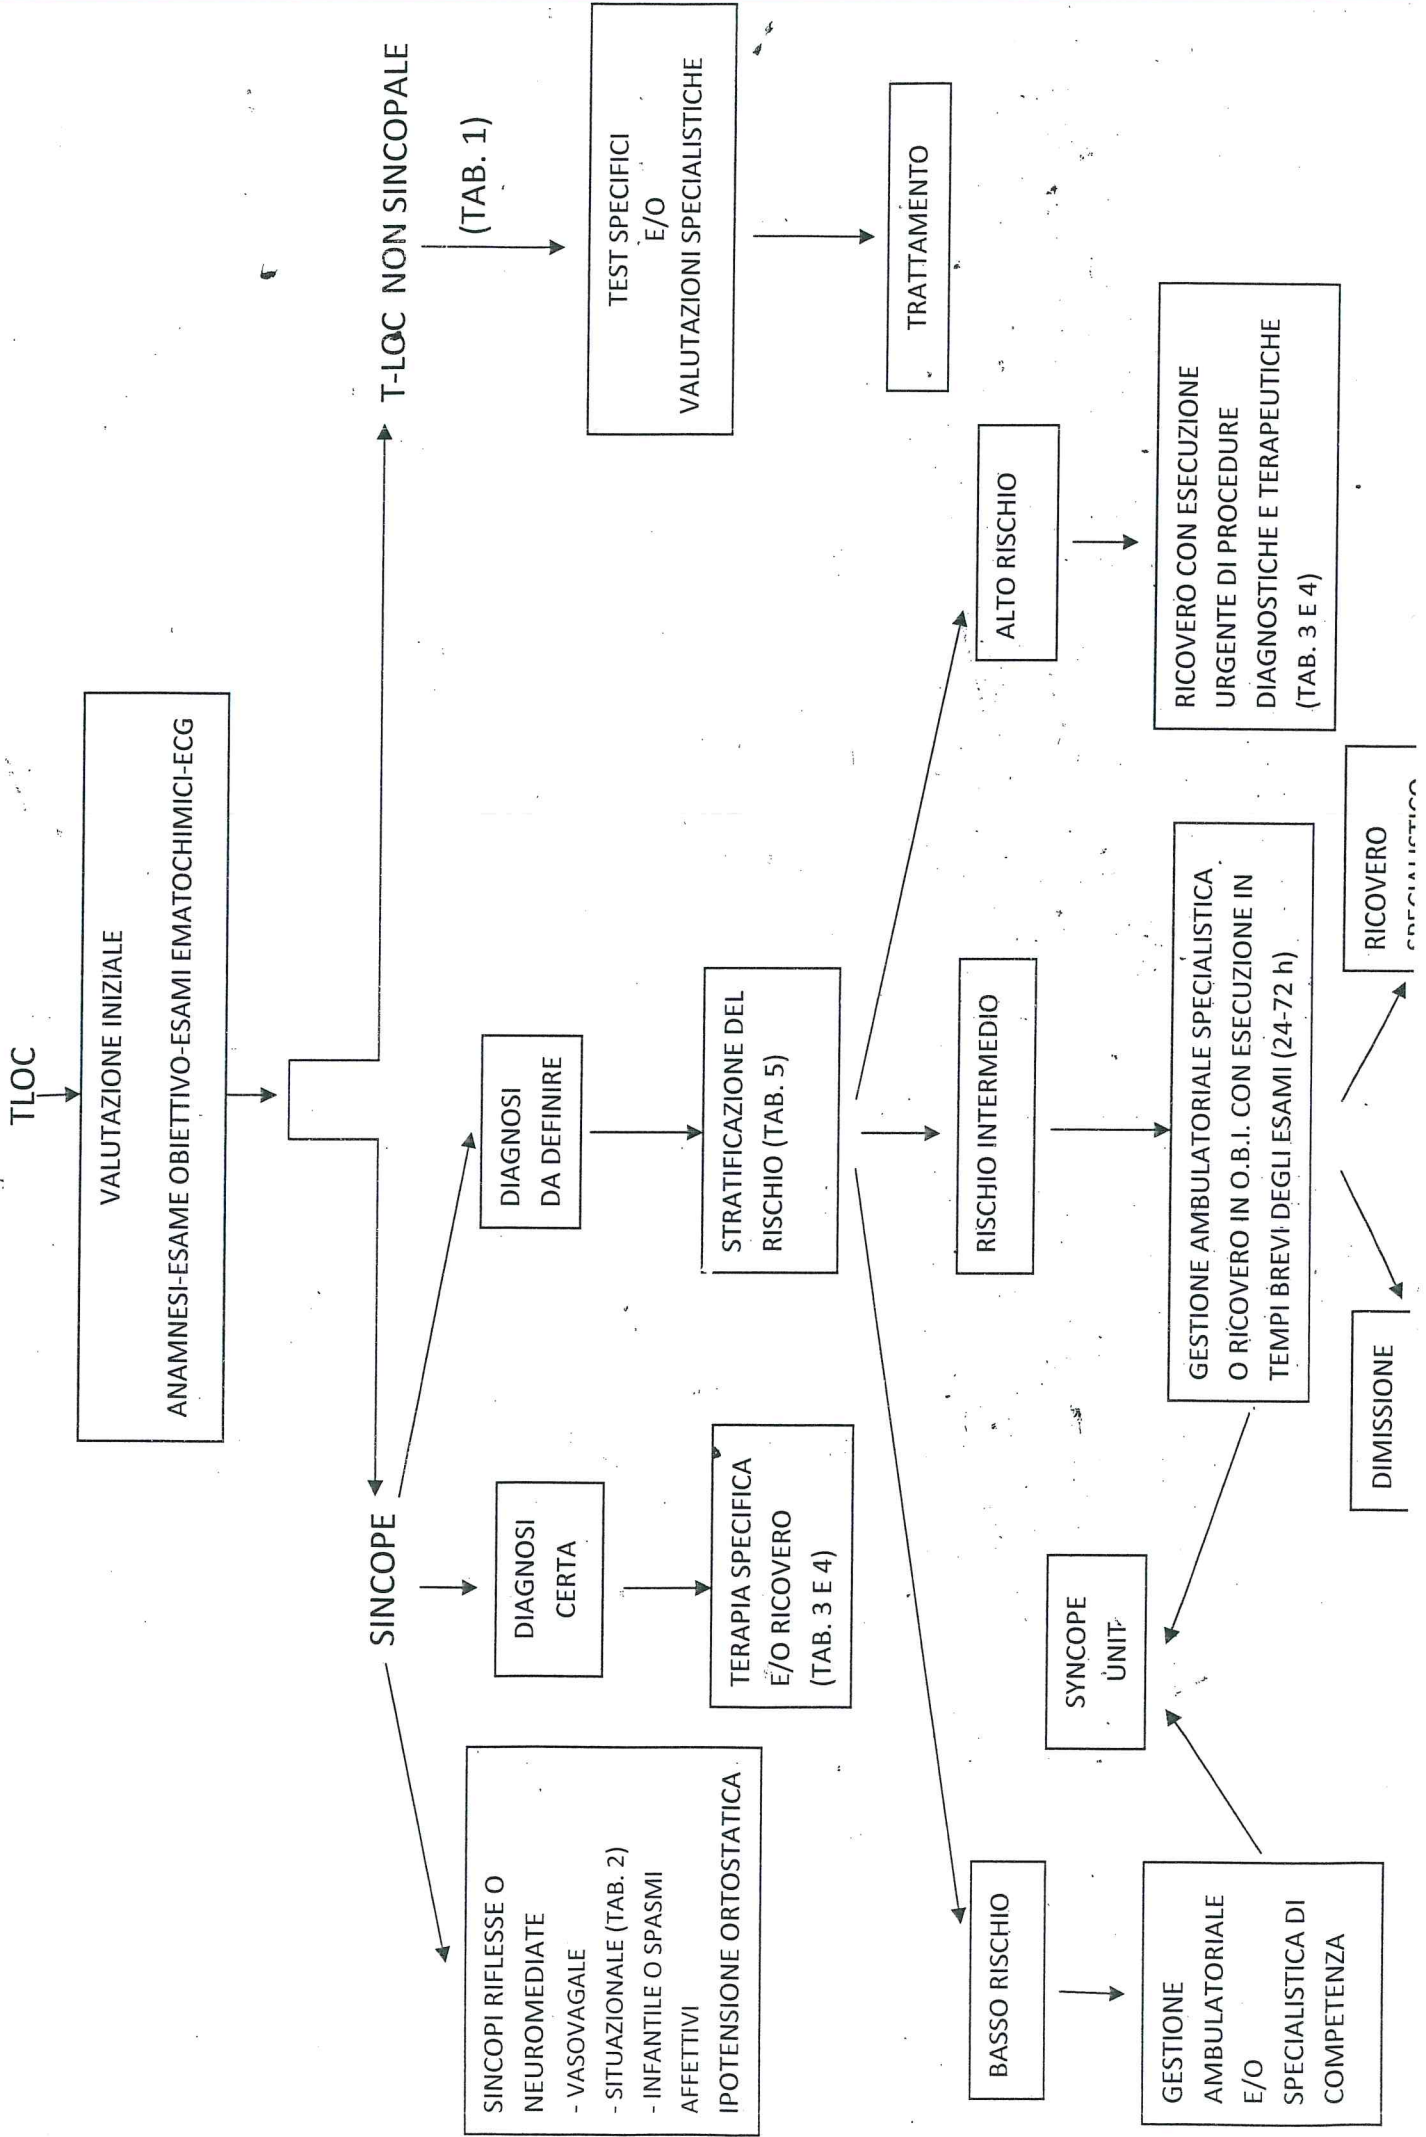 TLOC
VALUTAZIONE INIZIALE
ANAMNESI-ESAME OBIETTIVO-ESAMI EMATOCHIMICI-ECG
SINCOPE
T-LOC NON SINCOPALE
(TAB. 1)
SINCOPI RIFLESSE O
NEUROMEDIATE
- VASOVAGALE
- SITUAZIONALE (TAB. 2)
- INFANTILE O SPASMI
AFFETTIVI
IPOTENSIONE ORTOSTATICA
DIAGNOSI
CERTA
DIAGNOSI
DA DEFINIRE
TEST SPECIFICI
E/O
VALUTAZIONI SPECIALISTICHE
TERAPIA SPECIFICA
E/O RICOVERO
(TAB. 3 E 4)
STRATIFICAZIONE DEL
RISCHIO (TAB. 5)
TRATTAMENTO
BASSO RISCHIO
RISCHIO INTERMEDIO
ALTO RISCHIO
SYNCOPE
UNIT
GESTIONE
AMBULATORIALE
E/O
SPECIALISTICA DI
COMPETENZA
GESTIONE AMBULATORIALE SPECIALISTICA
O RICOVERO IN O.B.I. CON ESECUZIONE IN
TEMPI BREVI DEGLI ESAMI (24-72 h)
RICOVERO CON ESECUZIONE
URGENTE DI PROCEDURE
DIAGNOSTICHE E TERAPEUTICHE
(TAB. 3 E 4)
DIMISSIONE
RICOVERO